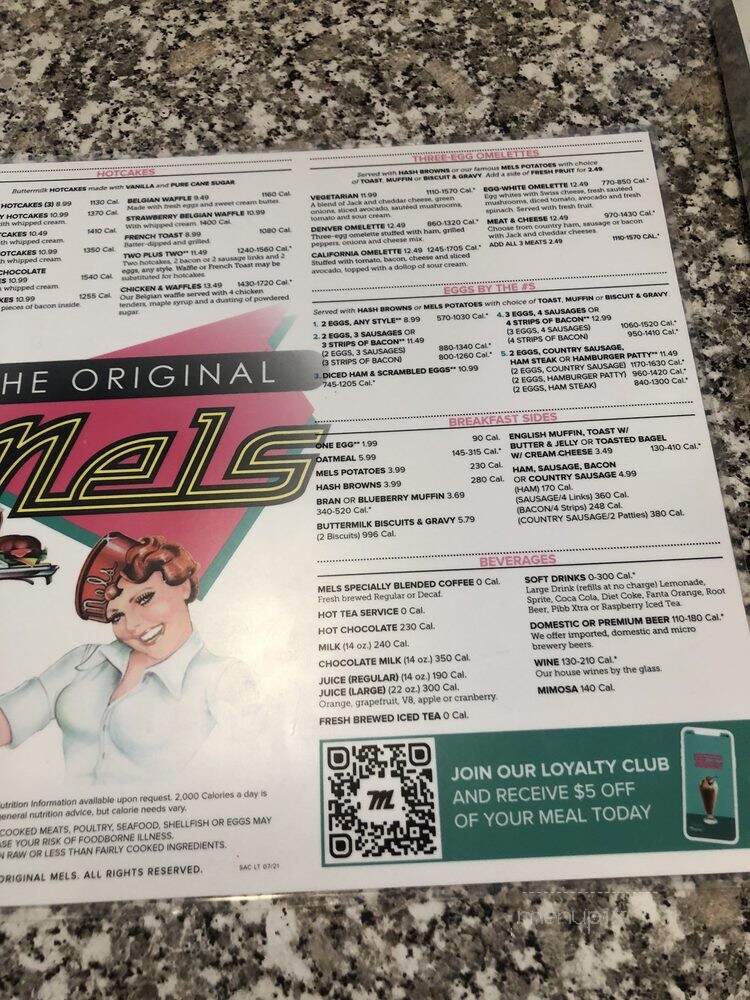 HOTCAKES
Buttermilk HOTCAKES made with VANILLA and PURE CANE SUGAR
HOTCAKES (3) 8.99 1130 Cal.
Y HOTCAKES 10.99 1370 Cal.
with whipped cream.
TCAKES 10.49 1410 Cal.
th whipped cream.
OTCAKES 10.99 1350 Cal.
h whipped cream.
CHOCOLATE
ES 10.99 1540 Cal.
whipped cream.
KES 10.99 1255 Cal.
pieces of bacon inside.
BELGIAN WAFFLE 9.49 1160 Cal.
Made with fresh eggs and sweet cream butter.
STRAWBERRY BELGIAN WAFFLE 10.99
With whipped cream. 1400 Cal.
FRENCH TOAST 8.99 1080 Cal.
Batter-dipped and grilled.
TWO PLUS TWO** 11.49 1240-1560 Cal.*
Two hotcakes, 2 bacon or 2 sausage links and 2
eggs, any style. Waffle or French Toast may be
substituted for hotcakes.
CHICKEN & WAFFLES 13.49 1430-1720 Cal.*
Our Belgian waffle served with 4 chicken
tenders, maple syrup and a dusting of powdered
sugar.
HE ORIGINAL
Mels
Mels
utrition Information available upon request. 2,000 Calories a day is
general nutrition advice, but calorie needs vary.
COOKED MEATS, POULTRY, SEAFOOD, SHELLFISH OR EGGS MAY
SE YOUR RISK OF FOODBORNE ILLNESS.
N RAW OR LESS THAN FAIRLY COOKED INGREDIENTS.
ORIGINAL MELS. ALL RIGHTS RESERVED. SAC LT 07/21
THREE-EGG OMELETTES
Served with HASH BROWNS or our famous MELS POTATOES with choice
of TOAST, MUFFIN or BISCUIT & GRAVY Add a side of FRESH FRUIT for 2.49.
VEGETARIAN 11.99 1110-1570 Cal.*
A blend of Jack and cheddar cheese, green
onions, sliced avocado, sautéed mushrooms,
tomato and sour cream.
DENVER OMELETTE 12.49 860-1320 Cal.*
Three-egg omelette stuffed with ham, grilled
peppers, onions and cheese mix.
CALIFORNIA OMELETTE 12.49 1245-1705 Cal.*
Stuffed with tomato, bacon, cheese and sliced
avocado, topped with a dollop of sour cream.
EGG-WHITE OMELETTE 12.49 770-850 Cal.*
Egg whites with Swiss cheese, fresh sautéed
mushrooms, diced tomato, avocado and fresh
spinach. Served with fresh fruit.
MEAT & CHEESE 12.49 970-1430 Cal.*
Choose from country ham, sausage or bacon
with Jack and cheddar cheeses.
ADD ALL 3 MEATS 2.49 1110-1570 CAL.*
EGGS BY THE #S
Served with HASH BROWNS or MELS POTATOES with choice of TOAST, MUFFIN or BISCUIT & GRAVY
1. 2 EGGS, ANY STYLE** 8.99 570-1030 Cal.*
2. 2 EGGS, 3 SAUSAGES OR
3 STRIPS OF BACON** 11.49
(2 EGGS, 3 SAUSAGES) 880-1340 Cal.*
(3 STRIPS OF BACON) 800-1260 Cal.*
3. DICED HAM & SCRAMBLED EGGS** 10.99
745-1205 Cal.*
4. 3 EGGS, 4 SAUSAGES OR
4 STRIPS OF BACON** 12.99
(3 EGGS, 4 SAUSAGES) 1060-1520 Cal.*
(4 STRIPS OF BACON) 950-1410 Cal.*
5. 2 EGGS, COUNTRY SAUSAGE,
HAM STEAK OR HAMBURGER PATTY** 11.49
(2 EGGS, COUNTRY SAUSAGE) 1170-1630 Cal.*
(2 EGGS, HAMBURGER PATTY) 960-1420 Cal.*
(2 EGGS, HAM STEAK) 840-1300 Cal.*
BREAKFAST SIDES
ONE EGG** 1.99 90 Cal.
OATMEAL 5.99 145-315 Cal.*
MELS POTATOES 3.99 230 Cal.
HASH BROWNS 3.99 280 Cal.
BRAN OR BLUEBERRY MUFFIN 3.69
340-520 Cal.*
BUTTERMILK BISCUITS & GRAVY 5.79
(2 Biscuits) 996 Cal.
ENGLISH MUFFIN, TOAST W/
BUTTER & JELLY OR TOASTED BAGEL
W/ CREAM CHEESE 3.49 130-410 Cal.*
HAM, SAUSAGE, BACON
OR COUNTRY SAUSAGE 4.99
(HAM) 170 Cal.
(SAUSAGE/4 Links) 360 Cal.
(BACON/4 Strips) 248 Cal.
(COUNTRY SAUSAGE/2 Patties) 380 Cal.
BEVERAGES
MELS SPECIALLY BLENDED COFFEE 0 Cal.
Fresh brewed Regular or Decaf.
HOT TEA SERVICE 0 Cal.
HOT CHOCOLATE 230 Cal.
MILK (14 oz.) 240 Cal.
CHOCOLATE MILK (14 oz.) 350 Cal.
JUICE (REGULAR) (14 oz.) 190 Cal.
JUICE (LARGE) (22 oz.) 300 Cal.
Orange, grapefruit, V8, apple or cranberry.
FRESH BREWED ICED TEA 0 Cal.
SOFT DRINKS 0-300 Cal.*
Large Drink (refills at no charge) Lemonade,
Sprite, Coca Cola, Diet Coke, Fanta Orange, Root
Beer, Pibb Xtra or Raspberry Iced Tea.
DOMESTIC OR PREMIUM BEER 110-180 Cal.*
We offer imported, domestic and micro
brewery beers.
WINE 130-210 Cal.*
Our house wines by the glass.
MIMOSA 140 Cal.
JOIN OUR LOYALTY CLUB
AND RECEIVE $5 OFF
OF YOUR MEAL TODAY